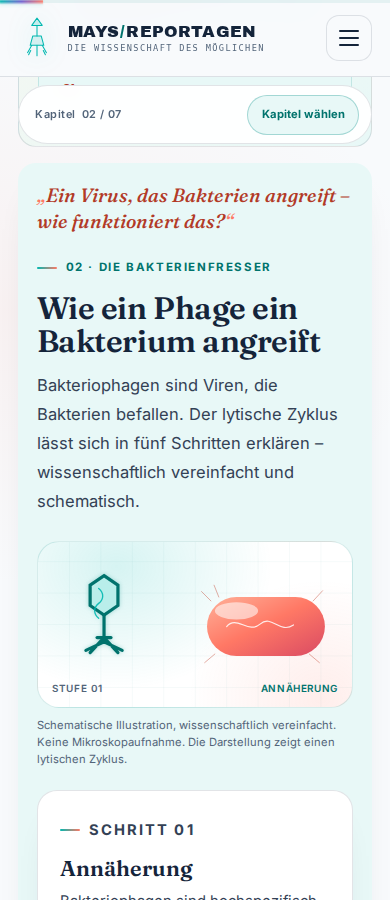 MAYS/REPORTAGEN
DIE WISSENSCHAFT DES MÖGLICHEN
Kapitel 02 / 07
Kapitel wählen
„Ein Virus, das Bakterien angreift –
wie funktioniert das?“
02 · DIE BAKTERIENFRESSER
Wie ein Phage ein
Bakterium angreift
Bakteriophagen sind Viren, die
Bakterien befallen. Der lytische Zyklus
lässt sich in fünf Schritten erklären –
wissenschaftlich vereinfacht und
schematisch.
STUFE 01
ANNÄHERUNG
Schematische Illustration, wissenschaftlich vereinfacht.
Keine Mikroskopaufnahme. Die Darstellung zeigt einen
lytischen Zyklus.
SCHRITT 01
Annäherung
Bakteriophagen sind hochspezifisch.